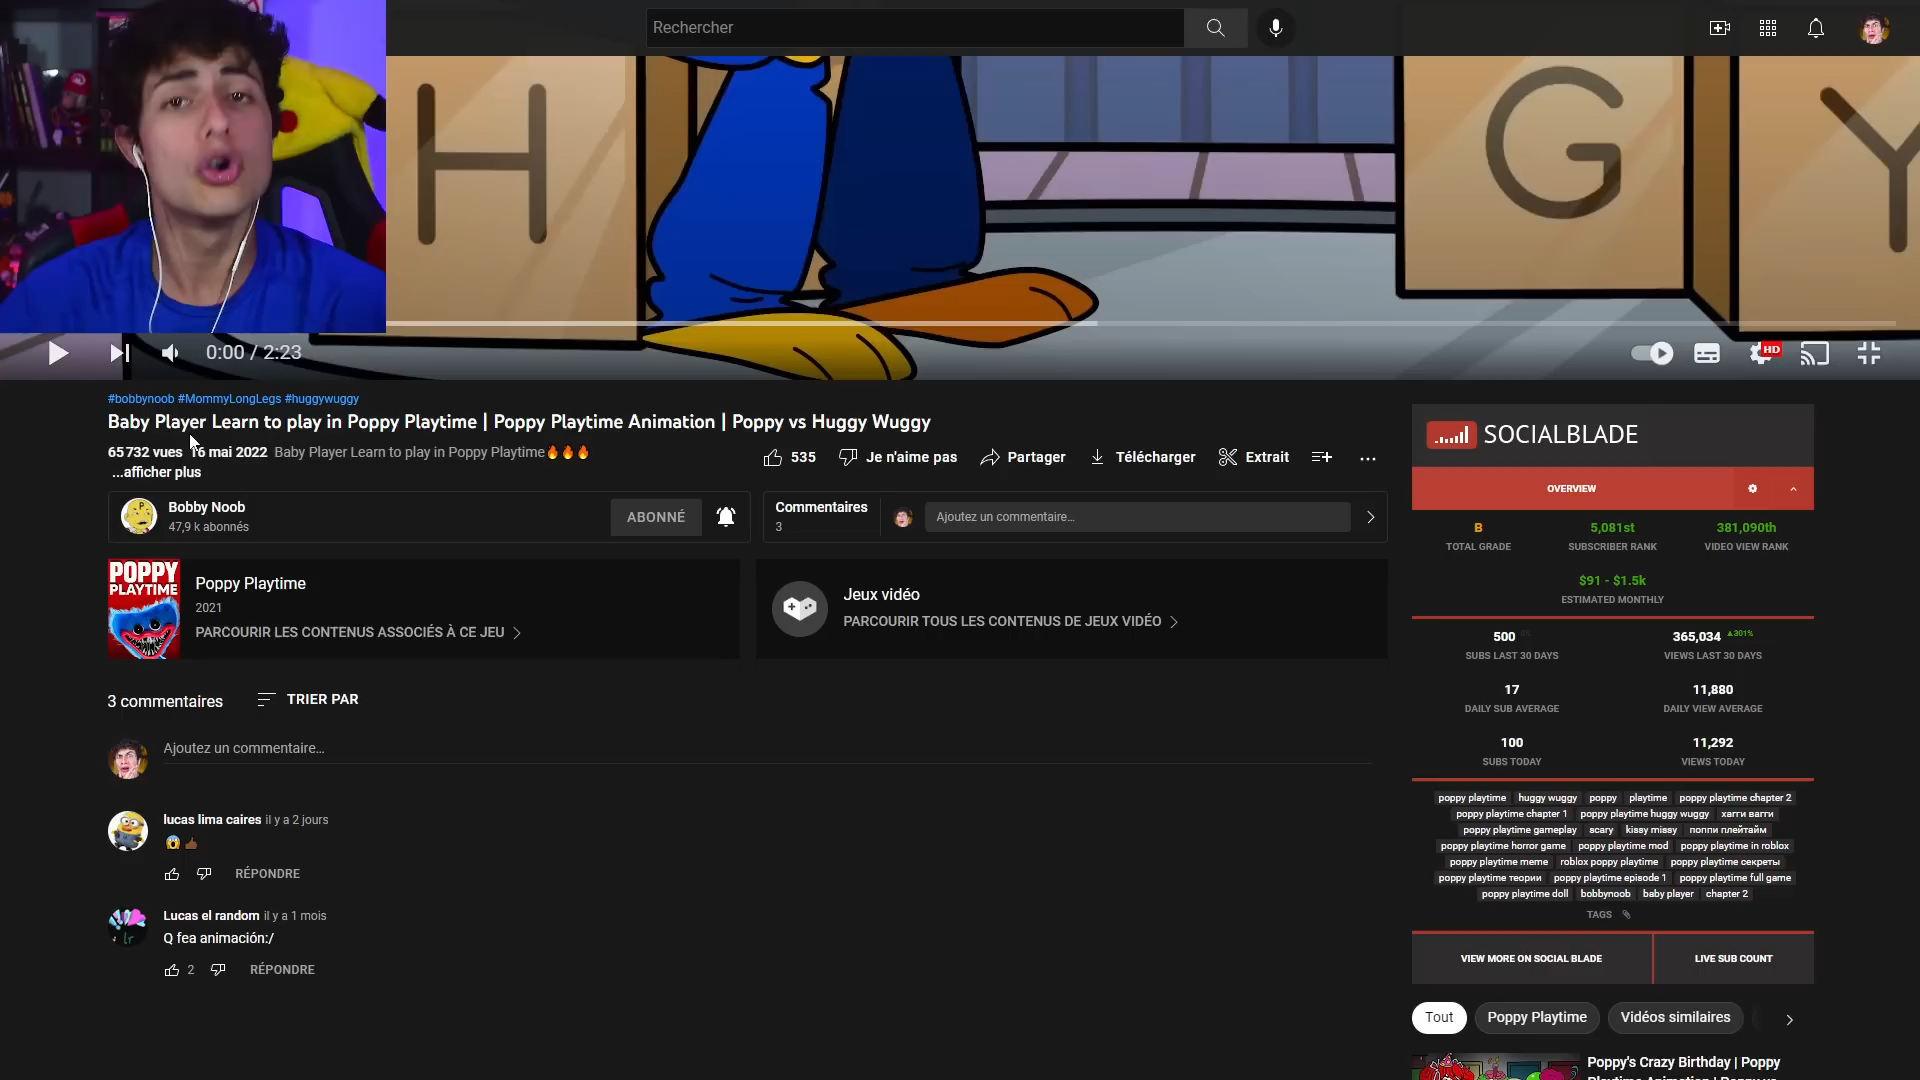 Rechercher
H
G
Y
0:00 / 2:23
HD
#bobbynoob #MommyLongLegs #huggywuggy
Baby Player Learn to play in Poppy Playtime | Poppy Playtime Animation | Poppy vs Huggy Wuggy
65 732 vues 16 mai 2022 Baby Player Learn to play in Poppy Playtime🔥🔥🔥
...afficher plus
535
Je n'aime pas
Partager
Télécharger
Extrait
Bobby Noob
47,9 k abonnés
ABONNÉ
Commentaires
3
Ajoutez un commentaire...
POPPY
PLAYTIME
Poppy Playtime
2021
PARCOURIR LES CONTENUS ASSOCIÉS À CE JEU
Jeux vidéo
PARCOURIR TOUS LES CONTENUS DE JEUX VIDÉO
3 commentaires
TRIER PAR
Ajoutez un commentaire...
lucas lima caires il y a 2 jours
😱👍🏾
RÉPONDRE
Lucas el random il y a 1 mois
Q fea animación:/
2
RÉPONDRE
SOCIALBLADE
OVERVIEW
B 5,081st 381,090th
TOTAL GRADE SUBSCRIBER RANK VIDEO VIEW RANK
$91 - $1.5k
ESTIMATED MONTHLY
500 365,034 ▲301%
SUBS LAST 30 DAYS VIEWS LAST 30 DAYS
17 11,880
DAILY SUB AVERAGE DAILY VIEW AVERAGE
100 11,292
SUBS TODAY VIEWS TODAY
poppy playtime huggy wuggy poppy playtime poppy playtime chapter 2
poppy playtime chapter 1 poppy playtime huggy wuggy хагги вагги
poppy playtime gameplay scary kissy missy поппи плейтайм
poppy playtime horror game poppy playtime mod poppy playtime in roblox
poppy playtime meme roblox poppy playtime poppy playtime секреты
poppy playtime теории poppy playtime episode 1 poppy playtime full game
poppy playtime doll bobbynoob baby player chapter 2
TAGS
VIEW MORE ON SOCIAL BLADE LIVE SUB COUNT
Tout Poppy Playtime Vidéos similaires
Poppy's Crazy Birthday | Poppy
Playtime Animation | Poppy vs